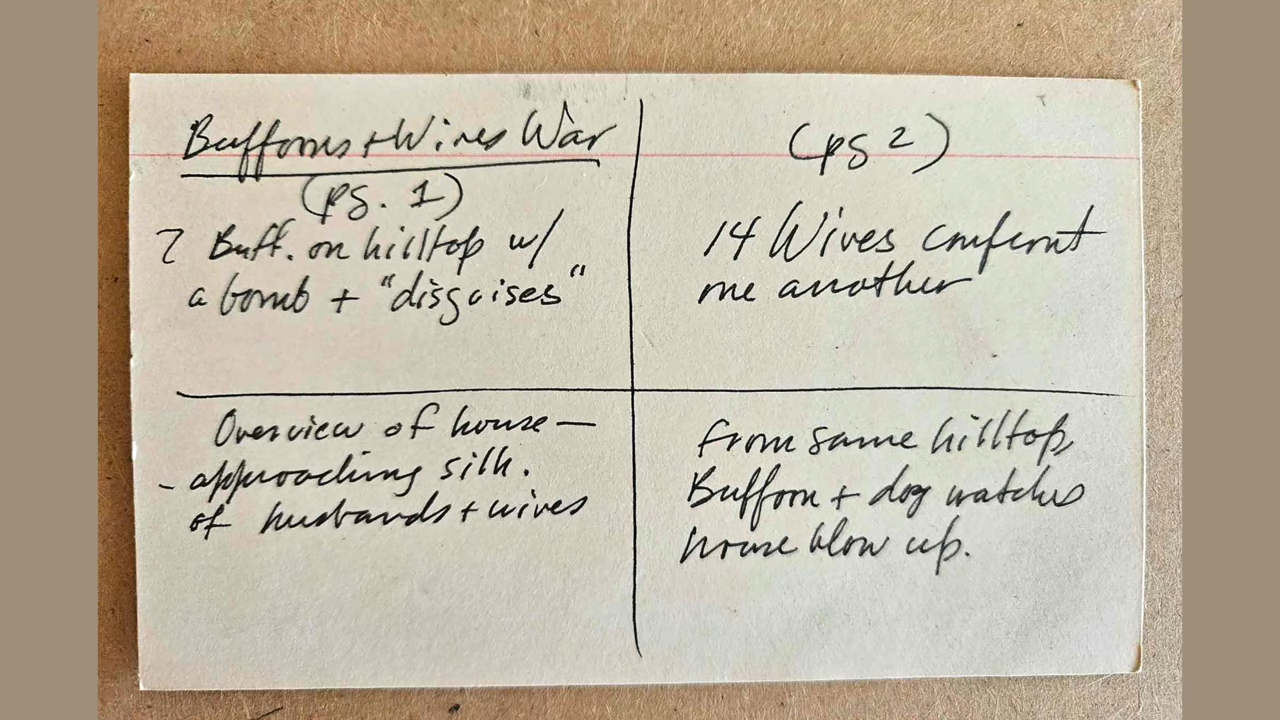 Buffoons + Wives War
(pg. 1)
7 Buff. on hilltop w/
a bomb + "disguises"
Overview of house —
- approaching silh.
of husbands + wives
(pg 2)
14 Wives confront
one another
From same hilltop
Buffoon + dog watches
house blow up.